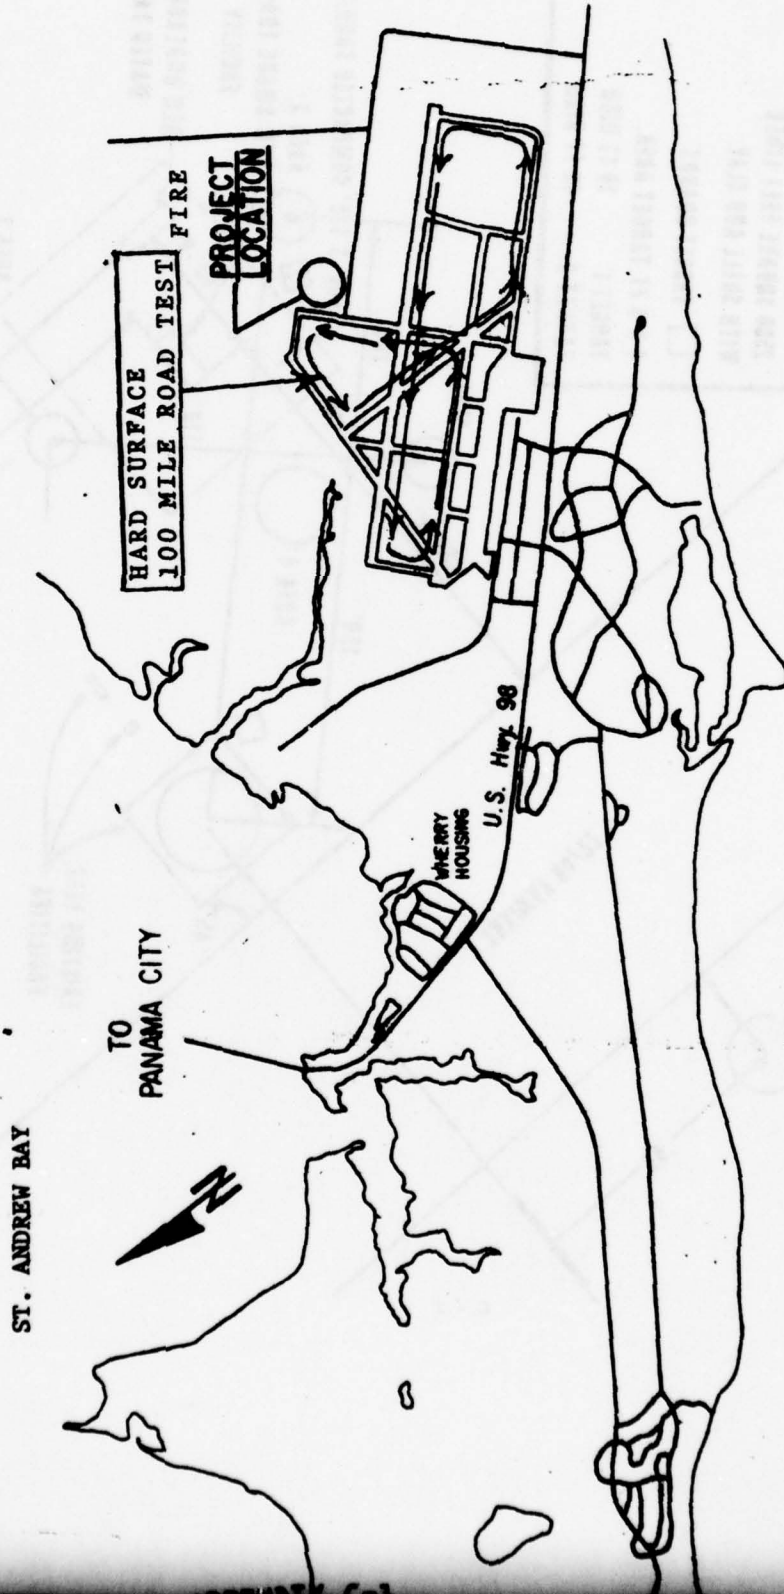 ST. ANDREW BAY
TO
PANAMA CITY
HARD SURFACE
100 MILE ROAD TEST
FIRE
PROJECT
LOCATION
WHERRY
HOUSING
U.S. Hwy. 98
N